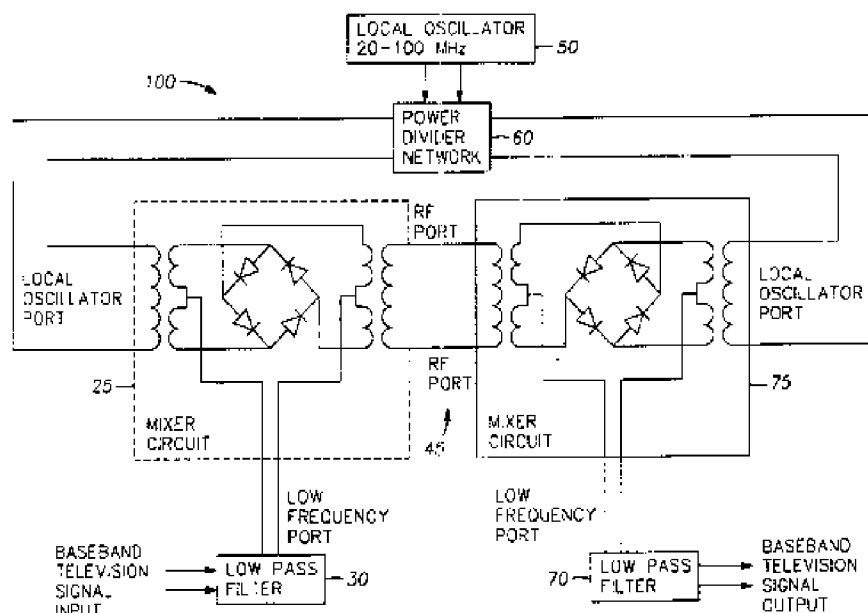 LOCAL OSCILLATOR
20-100 MHz
50
100
POWER
DIVIDER
NETWORK
60
RF
PORT
LOCAL
OSCILLATOR
PORT
LOCAL
OSCILLATOR
PORT
25
RF
PORT
75
MIXER
CIRCUIT
45
MIXER
CIRCUIT
LOW
FREQUENCY
PORT
LOW
FREQUENCY
PORT
BASEBAND
TELEVISION
SIGNAL
INPUT
LOW PASS
FILTER
30
70
LOW PASS
FILTER
BASEBAND
TELEVISION
SIGNAL
OUTPUT